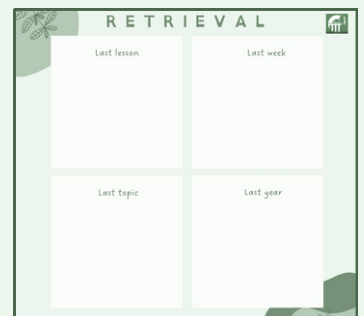 RETRIEVAL
Last lesson
Last week
Last topic
Last year